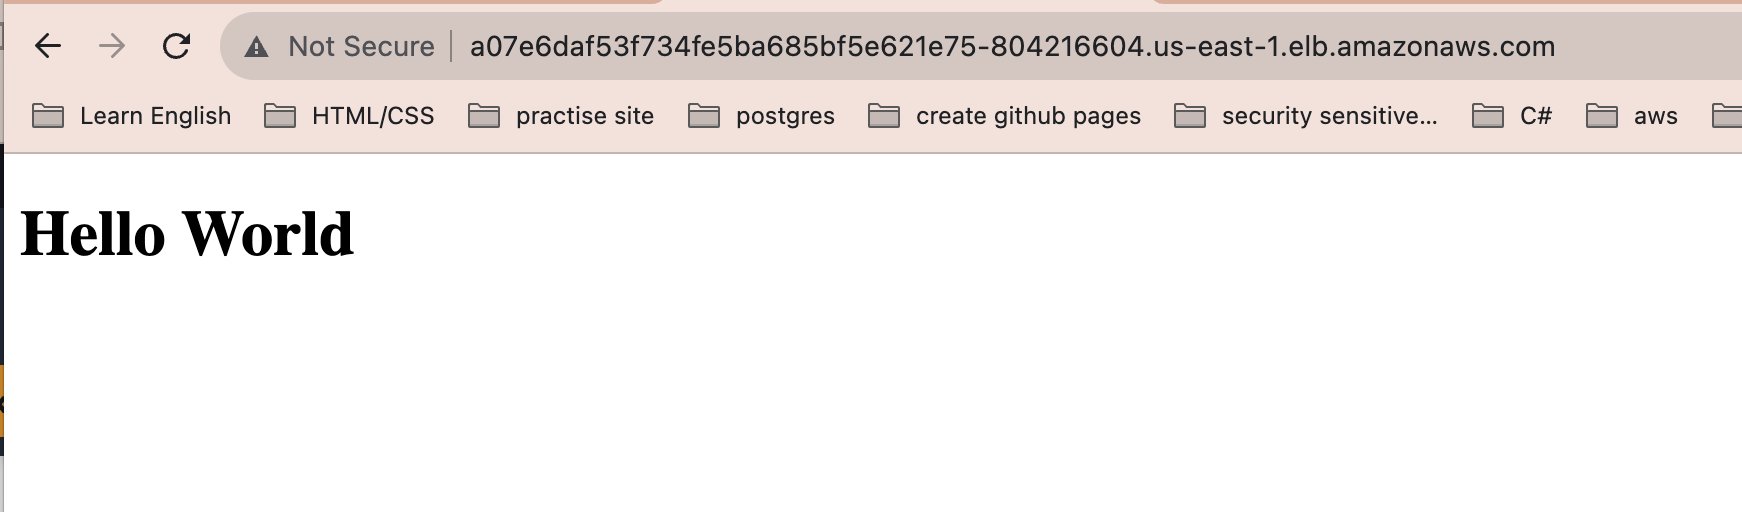 Not Secure a07e6daf53f734fe5ba685bf5e621e75-804216604.us-east-1.elb.amazonaws.com
Learn English HTML/CSS practise site postgres create github pages security sensitive... C# aws
Hello World